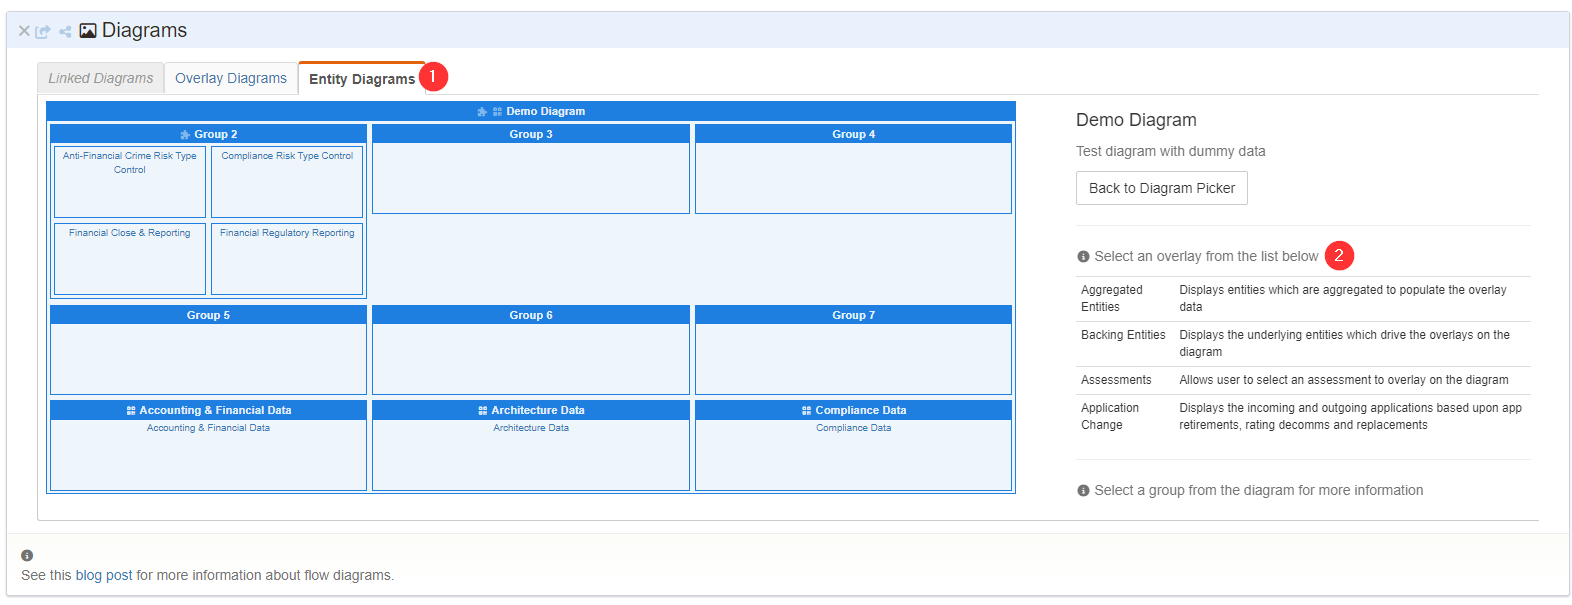 Diagrams
Linked Diagrams
Overlay Diagrams
Entity Diagrams
1
Demo Diagram
Group 2
Group 3
Group 4
Anti-Financial Crime Risk Type
Control
Compliance Risk Type Control
Financial Close & Reporting
Financial Regulatory Reporting
Group 5
Group 6
Group 7
Accounting & Financial Data
Architecture Data
Compliance Data
Accounting & Financial Data
Architecture Data
Compliance Data
Demo Diagram
Test diagram with dummy data
Back to Diagram Picker
Select an overlay from the list below
2
Aggregated
Entities
Displays entities which are aggregated to populate the overlay
data
Backing Entities
Displays the underlying entities which drive the overlays on the
diagram
Assessments
Allows user to select an assessment to overlay on the diagram
Application
Change
Displays the incoming and outgoing applications based upon app
retirements, rating decomms and replacements
Select a group from the diagram for more information
See this blog post for more information about flow diagrams.